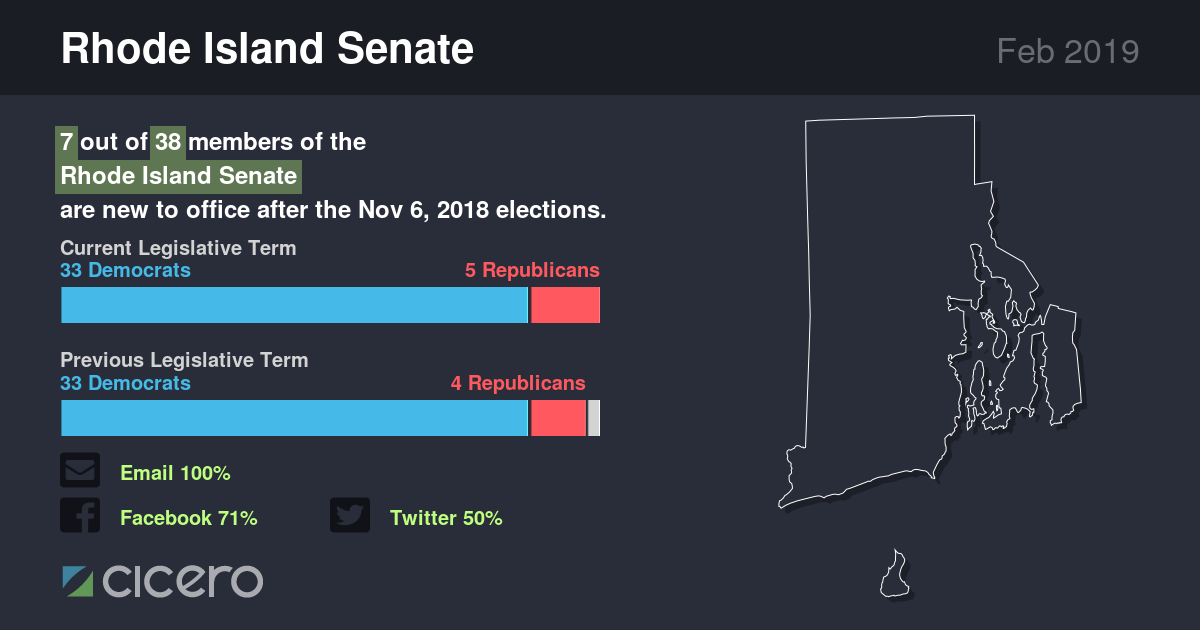 Rhode Island Senate
Feb 2019
7 out of 38 members of the
Rhode Island Senate
are new to office after the Nov 6, 2018 elections.
Current Legislative Term
33 Democrats 5 Republicans
Previous Legislative Term
33 Democrats 4 Republicans
Email 100%
Facebook 71% Twitter 50%
cicero